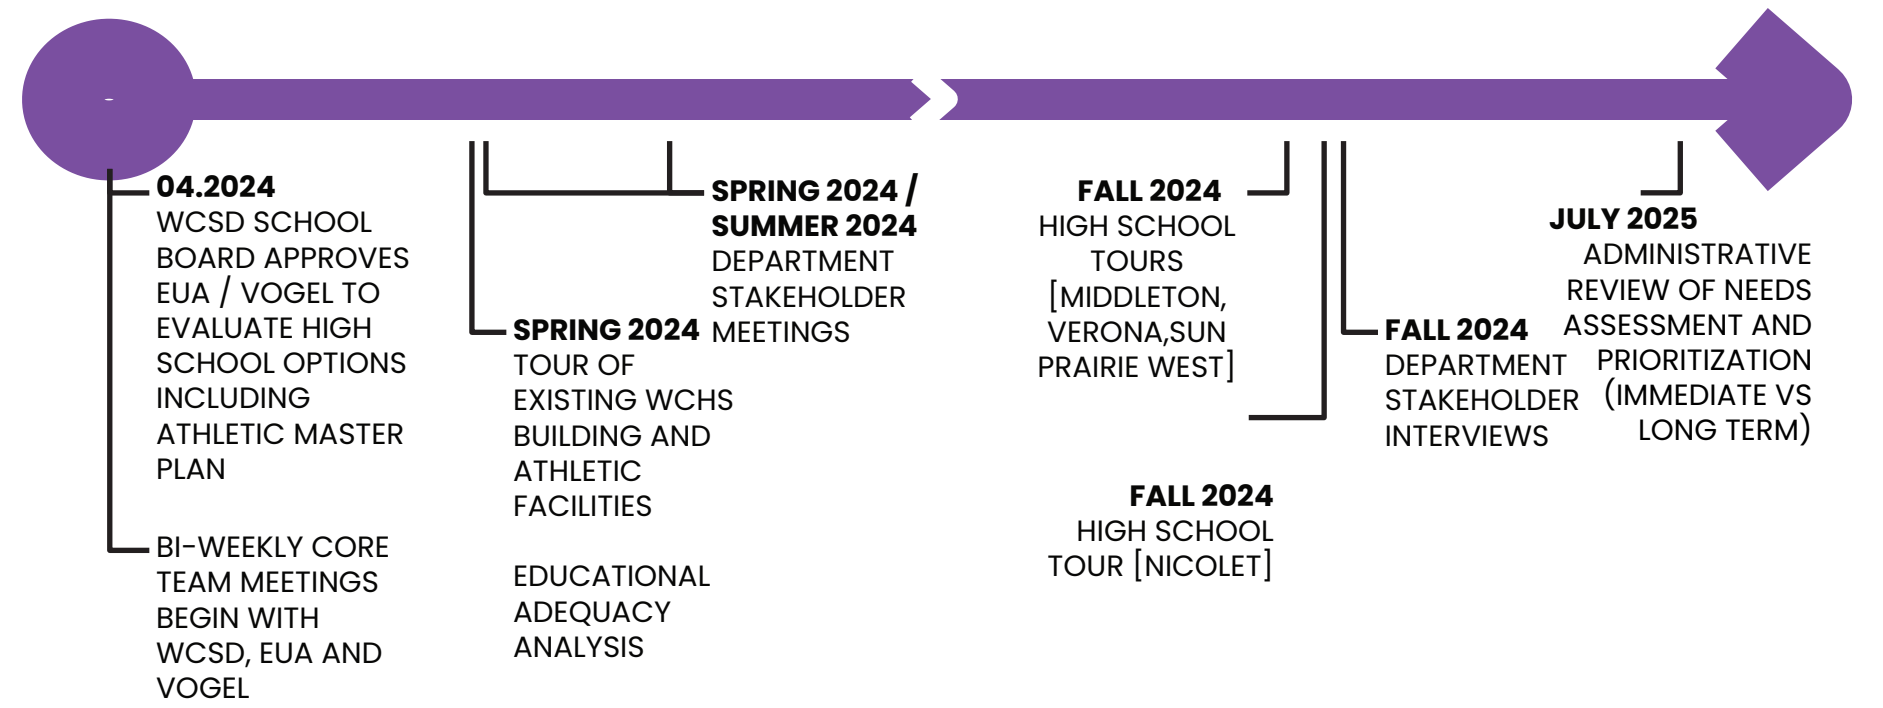 04.2024
WCSD SCHOOL
BOARD APPROVES
EUA / VOGEL TO
EVALUATE HIGH
SCHOOL OPTIONS
INCLUDING
ATHLETIC MASTER
PLAN
BI-WEEKLY CORE
TEAM MEETINGS
BEGIN WITH
WCSD, EUA AND
VOGEL
SPRING 2024
TOUR OF
EXISTING WCHS
BUILDING AND
ATHLETIC
FACILITIES
EDUCATIONAL
ADEQUACY
ANALYSIS
SPRING 2024 /
SUMMER 2024
DEPARTMENT
STAKEHOLDER
MEETINGS
FALL 2024
HIGH SCHOOL
TOURS
[MIDDLETON,
VERONA,SUN
PRAIRIE WEST]
FALL 2024
HIGH SCHOOL
TOUR [NICOLET]
FALL 2024
DEPARTMENT
STAKEHOLDER
INTERVIEWS
JULY 2025
ADMINISTRATIVE
REVIEW OF NEEDS
ASSESSMENT AND
PRIORITIZATION
(IMMEDIATE VS
LONG TERM)